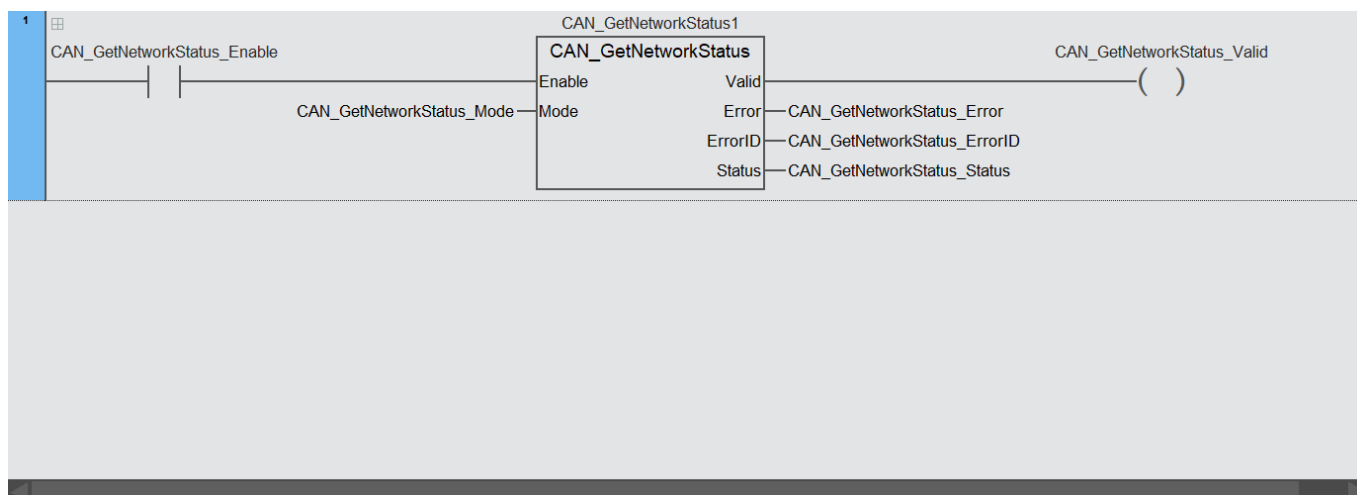 1
CAN_GetNetworkStatus1
CAN_GetNetworkStatus_Enable
CAN_GetNetworkStatus
CAN_GetNetworkStatus_Valid
Enable Valid
CAN_GetNetworkStatus_Mode Mode Error CAN_GetNetworkStatus_Error
ErrorID CAN_GetNetworkStatus_ErrorID
Status CAN_GetNetworkStatus_Status